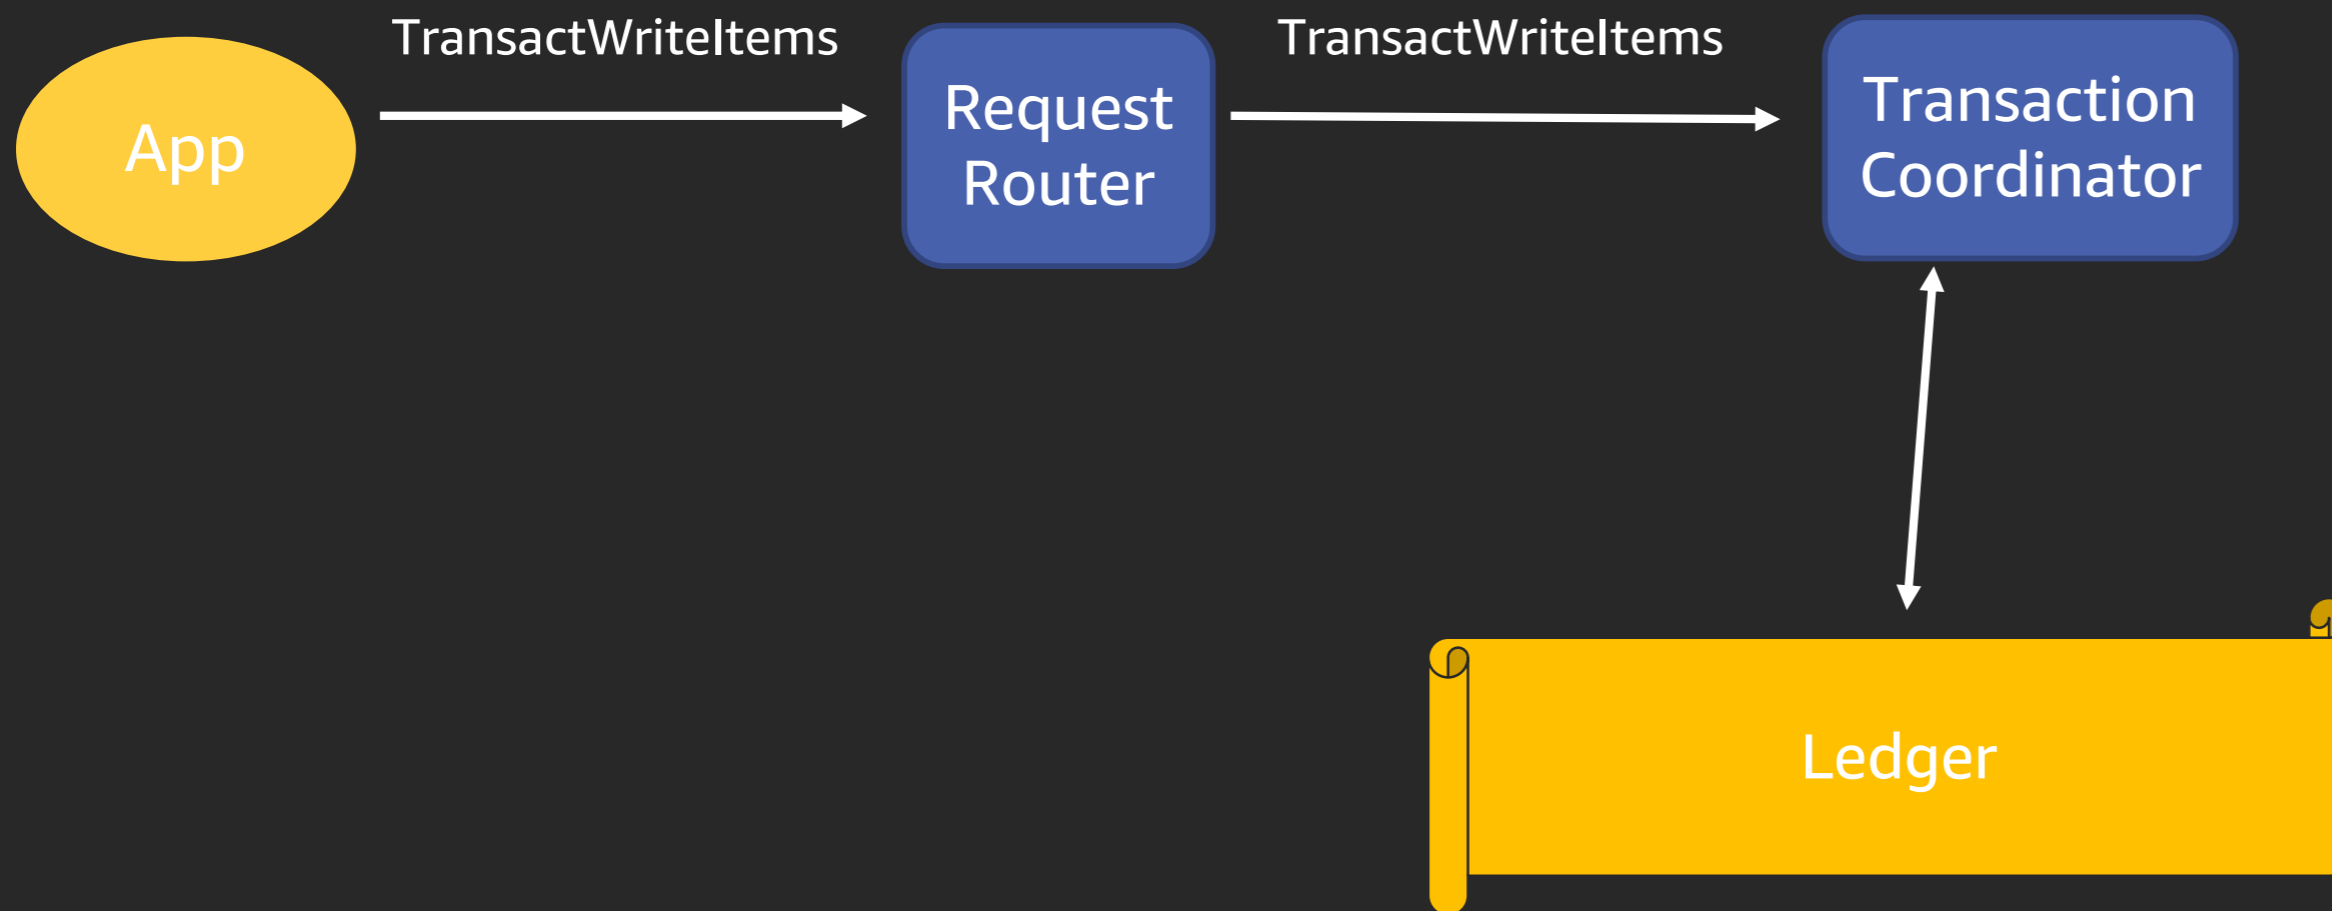 TransactWriteItems
TransactWriteItems
App
Request
Router
Transaction
Coordinator
Ledger